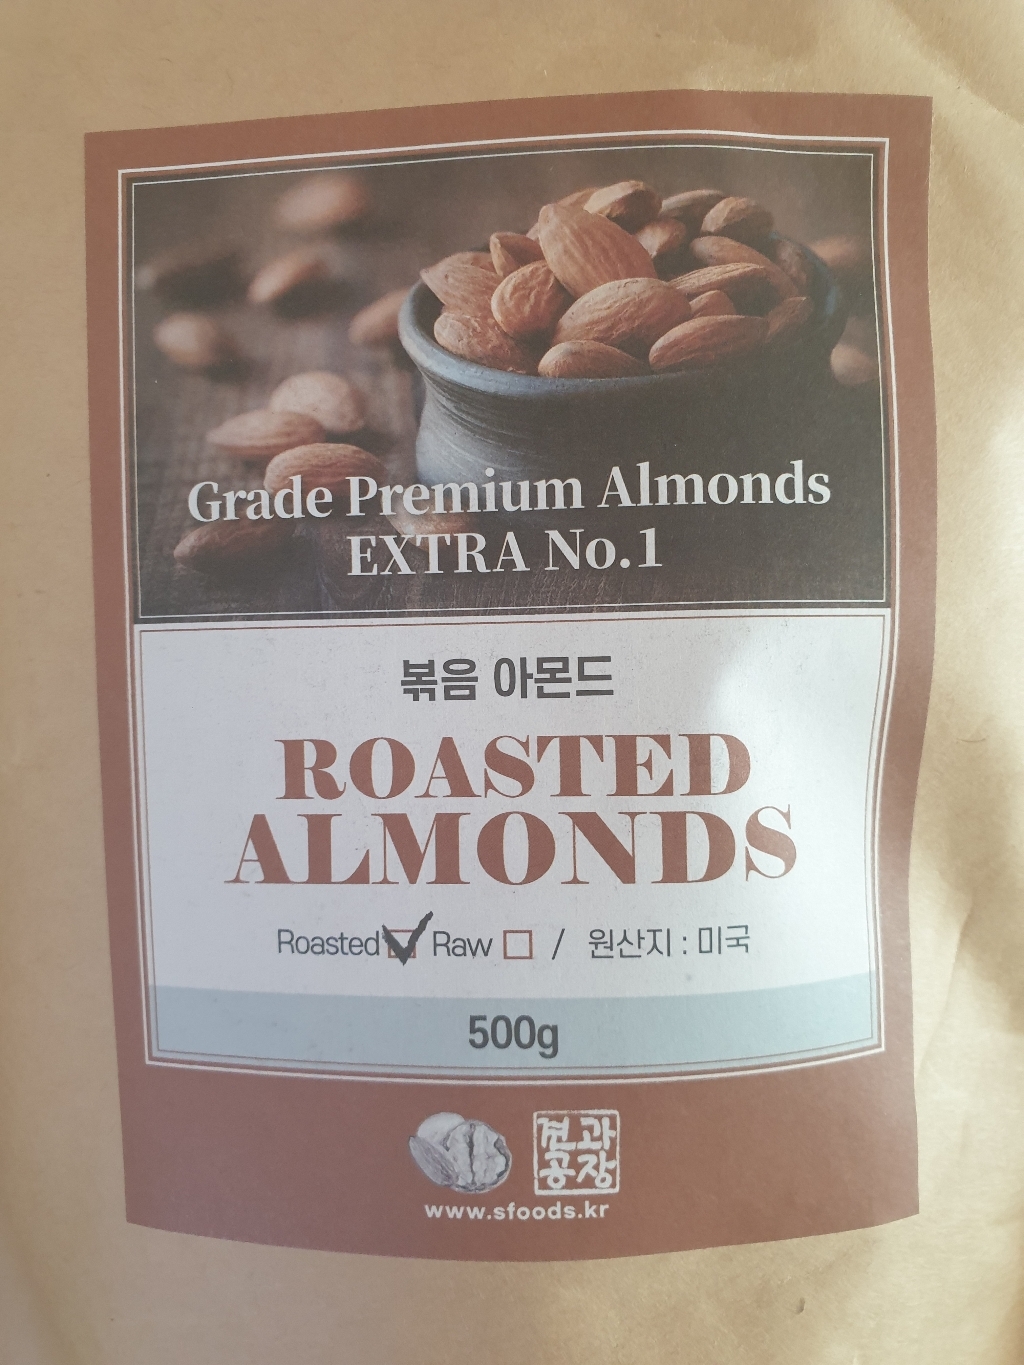 Grade Premium Almonds
EXTRA No.1
볶음 아몬드
ROASTED
ALMONDS
Roasted Raw / 원산지 : 미국
500g
견과
공장
www.sfoods.kr